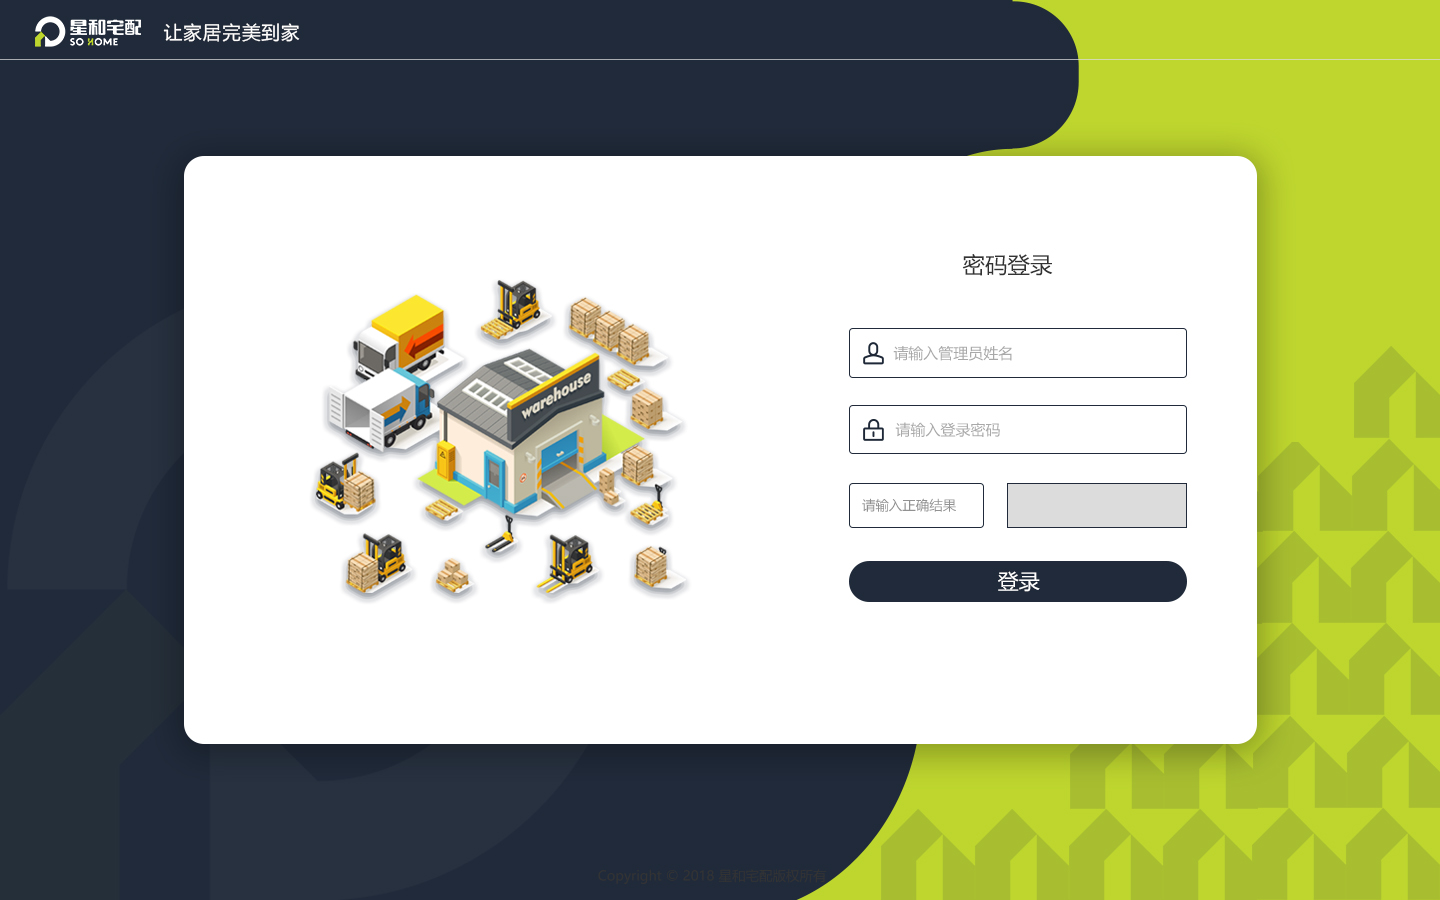 星和宅配
SO HOME
让家居完美到家
密码登录
请输入管理员姓名
warehouse
请输入登录密码
请输入正确结果
登录
Copyright © 2018 星和宅配版权所有